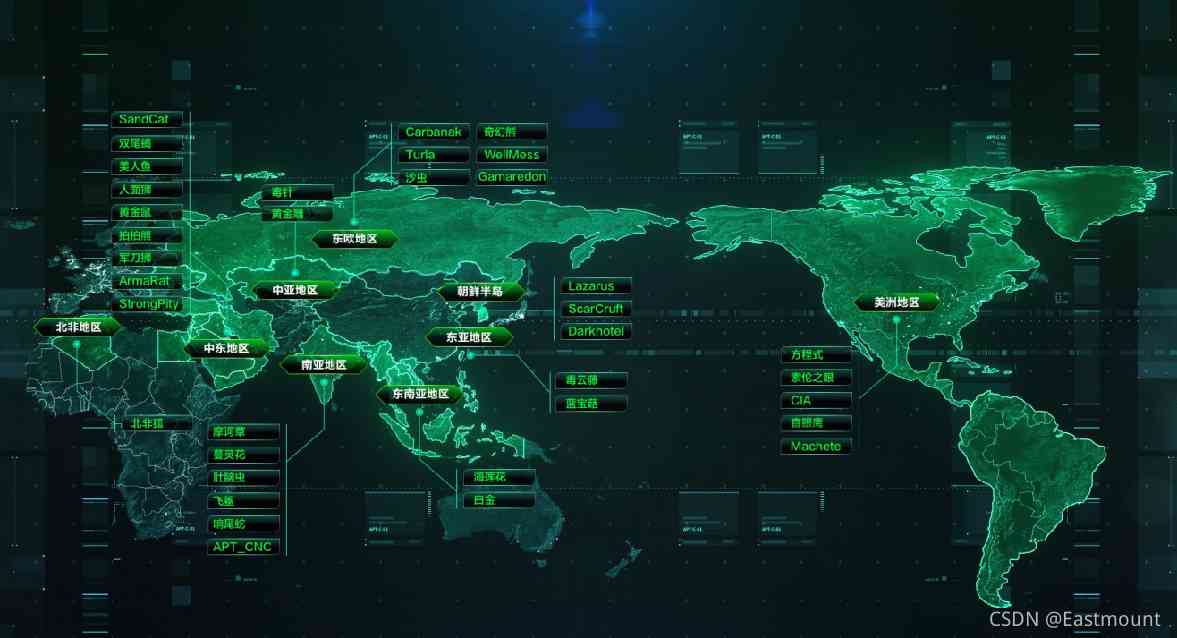 SandCat
双尾蝎
美人鱼
人面狮
黄金鼠
拍拍熊
军刀狮
ArmaRat
StrongPity
毒针
黄金雕
Carbanak
奇幻熊
Turla
WellMess
沙虫
Gamaredon
东欧地区
中亚地区
朝鲜半岛
Lazarus
ScarCruft
Darkhotel
美洲地区
北非地区
中东地区
南亚地区
东亚地区
东南亚地区
毒云藤
蓝宝菇
方程式
索伦之眼
CIA
盲眼鹰
Machete
北非狐
摩诃草
蔓灵花
肚脑虫
飞鲨
响尾蛇
APT_CNC
海莲花
白金
CSDN @Eastmount